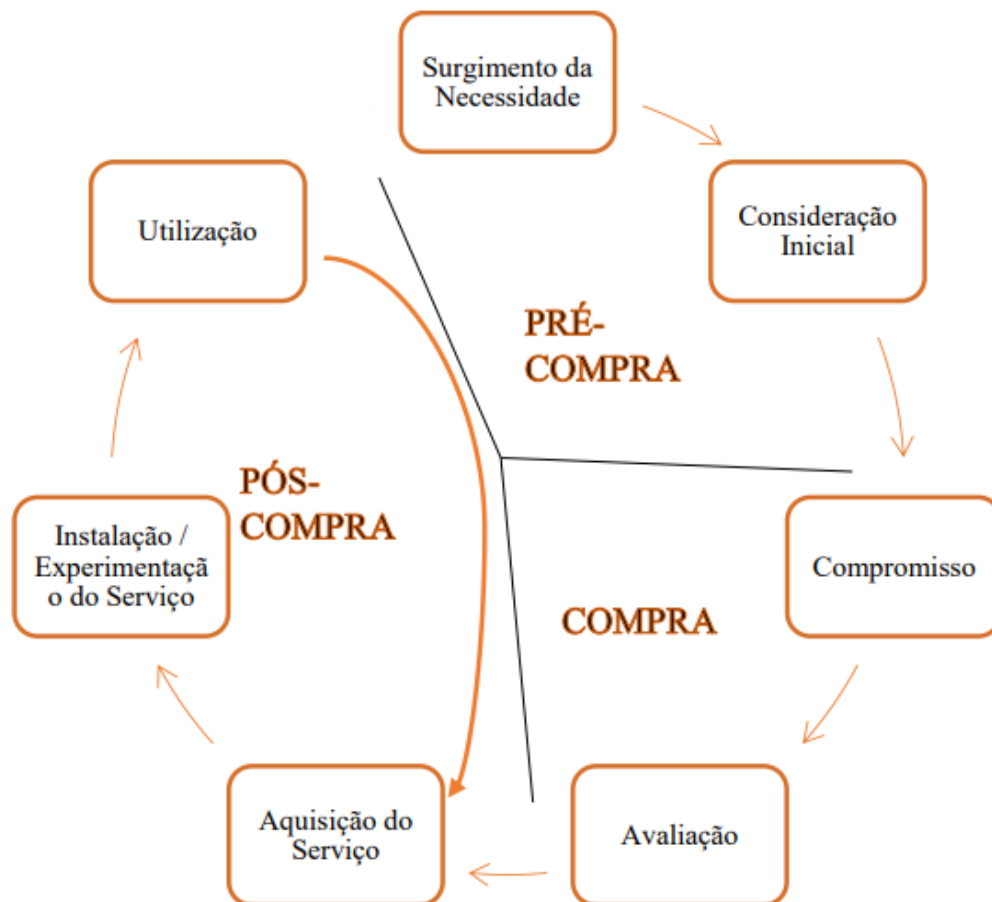 Surgimento da
Necessidade
Consideração
Inicial
Utilização
PRÉ-
COMPRA
PÓS-
COMPRA
Instalação /
Experimentaçã
o do Serviço
Compromisso
COMPRA
Aquisição do
Serviço
Avaliação